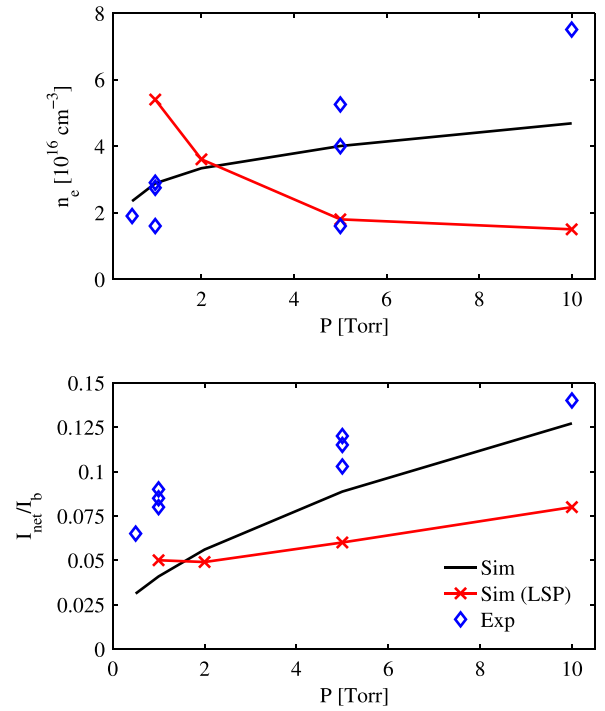 8
6
4
2
0
n_e [10^16 cm^−3]
2 4 6 8 10
P [Torr]
0.15
0.125
0.1
0.075
0.05
0.025
0
I_net/I_b
Sim
Sim (LSP)
Exp
0 2 4 6 8 10
P [Torr]